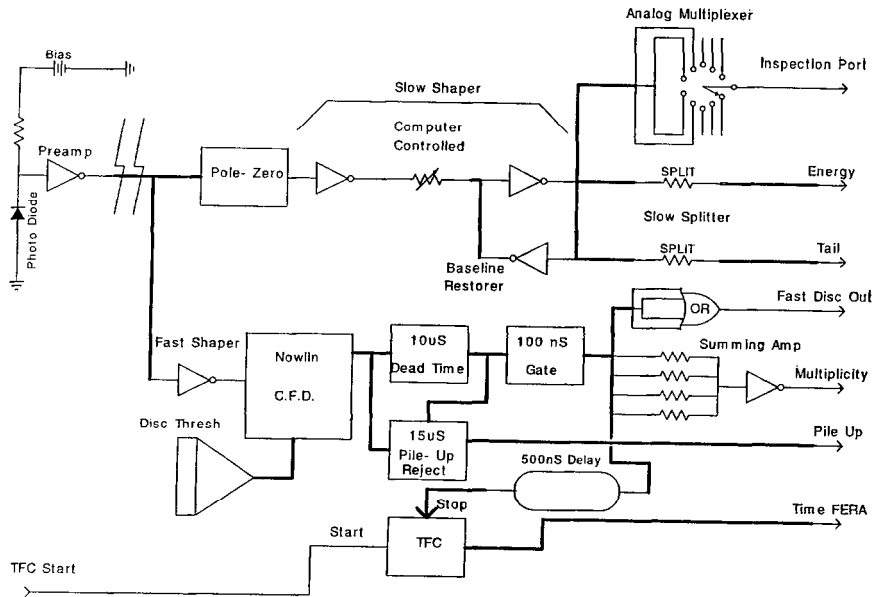 Analog Multiplexer
Bias
Inspection Port
Slow Shaper
Computer
Controlled
Preamp
Pole- Zero
SPLIT
Energy
Photo Diode
Slow Splitter
SPLIT
Tail
Baseline
Restorer
Fast Disc Out
OR
Fast Shaper
Nowlin
C.F.D.
10uS
Dead Time
100 nS
Gate
Summing Amp
Multiplicity
Disc Thresh
15uS
Pile- Up
Reject
Pile Up
500nS Delay
Stop
Time FERA
Start
TFC
TFC Start